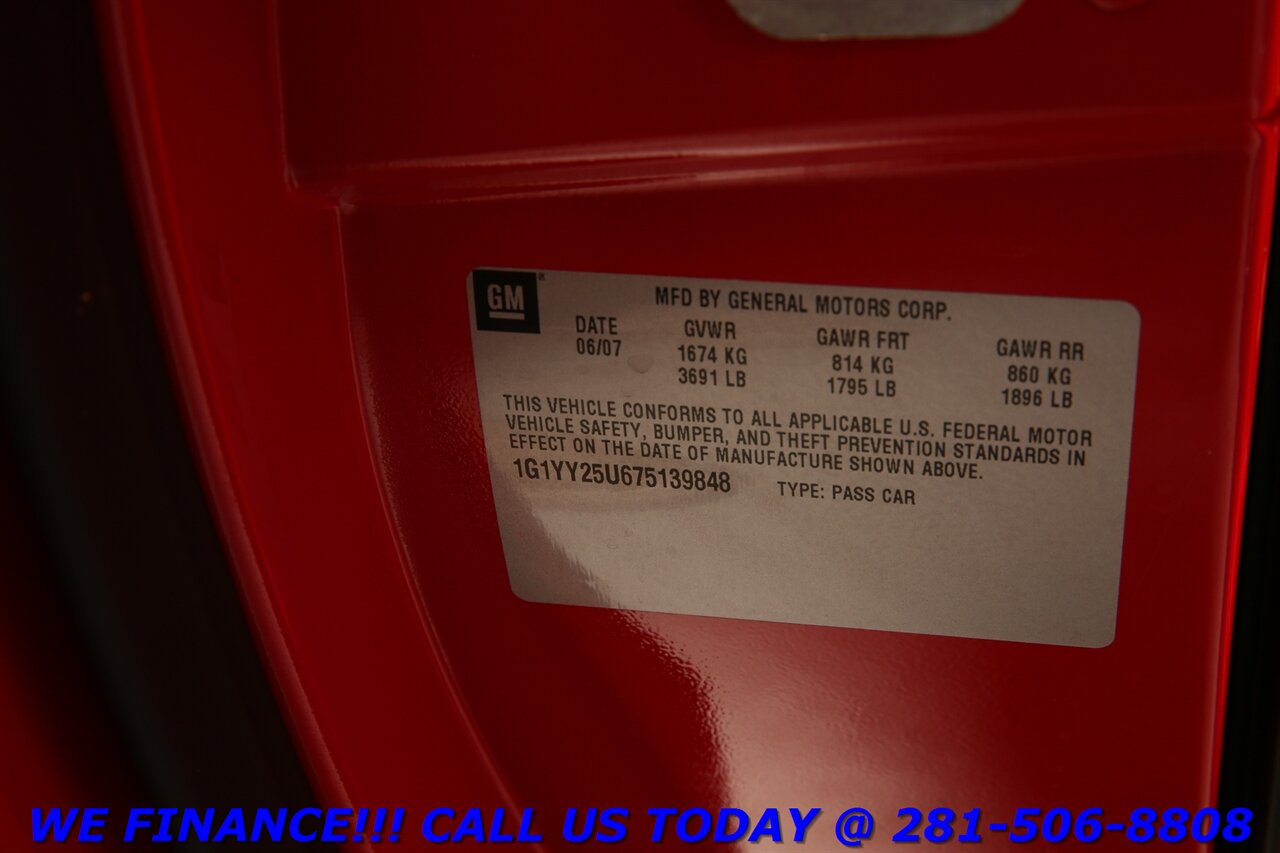 GM
MFD BY GENERAL MOTORS CORP.
DATE GVWR GAWR FRT GAWR RR
06/07 1674 KG 814 KG 860 KG
3691 LB 1795 LB 1896 LB
THIS VEHICLE CONFORMS TO ALL APPLICABLE U.S. FEDERAL MOTOR
VEHICLE SAFETY, BUMPER, AND THEFT PREVENTION STANDARDS IN
EFFECT ON THE DATE OF MANUFACTURE SHOWN ABOVE.
1G1YY25U675139848 TYPE: PASS CAR
WE FINANCE!!! CALL US TODAY @ 281-506-8808